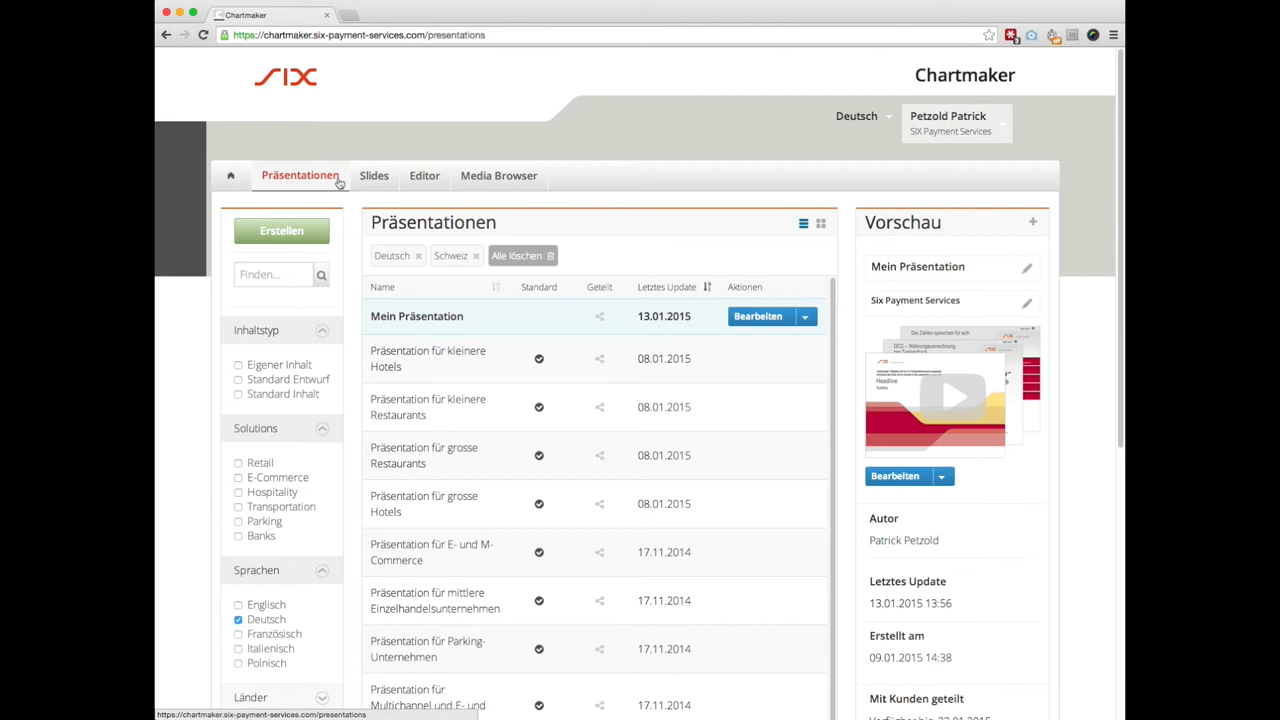 Chartmaker
https://chartmaker.six-payment-services.com/presentations
SIX
Chartmaker
Deutsch
Petzold Patrick
SIX Payment Services
Präsentationen
Slides
Editor
Media Browser
Erstellen
Finden...
Inhaltstyp
Eigener Inhalt
Standard Entwurf
Standard Inhalt
Solutions
Retail
E-Commerce
Hospitality
Transportation
Parking
Banks
Sprachen
Englisch
Deutsch
Französisch
Italienisch
Polnisch
Länder
Präsentationen
Deutsch
Schweiz
Alle löschen
Name Standard Geteilt Letztes Update Aktionen
Mein Präsentation 13.01.2015 Bearbeiten
Präsentation für kleinere
Hotels
08.01.2015
Präsentation für kleinere
Restaurants
08.01.2015
Präsentation für grosse
Restaurants
08.01.2015
Präsentation für grosse
Hotels
08.01.2015
Präsentation für E- und M-
Commerce
17.11.2014
Präsentation für mittlere
Einzelhandelsunternehmen
17.11.2014
Präsentation für Parking-
Unternehmen
17.11.2014
Präsentation für
Multichannel und E- und
17.11.2014
Vorschau
Mein Präsentation
Six Payment Services
Die Zahlen sprechen für sich
SIX
Headline
Bearbeiten
Autor
Patrick Petzold
Letztes Update
13.01.2015 13:56
Erstellt am
09.01.2015 14:38
Mit Kunden geteilt
https://chartmaker.six-payment-services.com/presentations